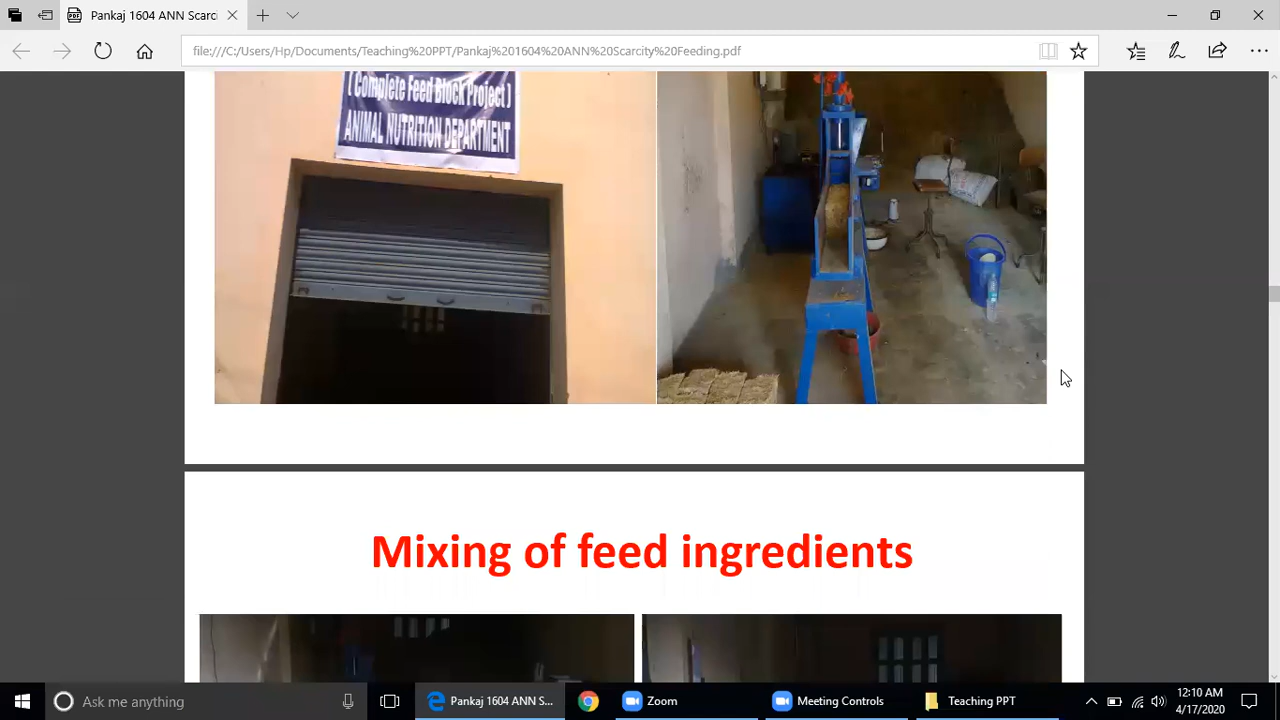 Pankaj 1604 ANN Scarci
file:///C:/Users/Hp/Documents/Teaching%20PPT/Pankaj%201604%20ANN%20Scarcity%20Feeding.pdf
( Complete Feed Block Project )
ANIMAL NUTRITION DEPARTMENT
Mixing of feed ingredients
Ask me anything
Pankaj 1604 ANN S...
Zoom
Meeting Controls
Teaching PPT
12:10 AM
4/17/2020